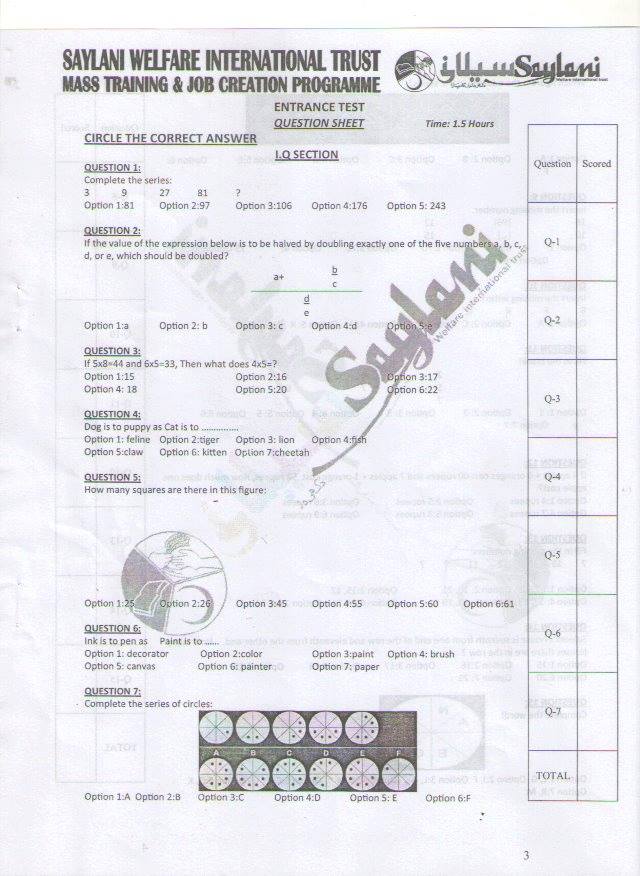 SAYLANI WELFARE INTERNATIONAL TRUST
MASS TRAINING & JOB CREATION PROGRAMME
سیلانی Saylani
Welfare international trust
ENTRANCE TEST
QUESTION SHEET Time: 1.5 Hours
CIRCLE THE CORRECT ANSWER
I.Q SECTION
QUESTION 1:
Complete the series:
3 9 27 81 ?
Option 1:81 Option 2:97 Option 3:106 Option 4:176 Option 5: 243
QUESTION 2:
If the value of the expression below is to be halved by doubling exactly one of the five numbers a, b, c,
d, or e, which should be doubled?
a+ b
c
d
e
Option 1:a Option 2: b Option 3: c Option 4:d Option 5:e
QUESTION 3:
If 5x8=44 and 6x5=33, Then what does 4x5=?
Option 1:15 Option 2:16 Option 3:17
Option 4: 18 Option 5:20 Option 6:22
QUESTION 4:
Dog is to puppy as Cat is to ...............
Option 1: feline Option 2:tiger Option 3: lion Option 4:fish
Option 5:claw Option 6: kitten Option 7:cheetah
QUESTION 5:
How many squares are there in this figure:
Option 1:25 Option 2:26 Option 3:45 Option 4:55 Option 5:60 Option 6:61
QUESTION 6:
Ink is to pen as Paint is to ......
Option 1: decorator Option 2:color Option 3:paint Option 4: brush
Option 5: canvas Option 6: painter Option 7: paper
QUESTION 7:
Complete the series of circles:
A B C D E F
Option 1:A Option 2:B Option 3:C Option 4:D Option 5: E Option 6:F
Question Scored
Q-1
Q-2
Q-3
Q-4
Q-5
Q-6
Q-7
TOTAL
Saylani
Welfare international trust
3